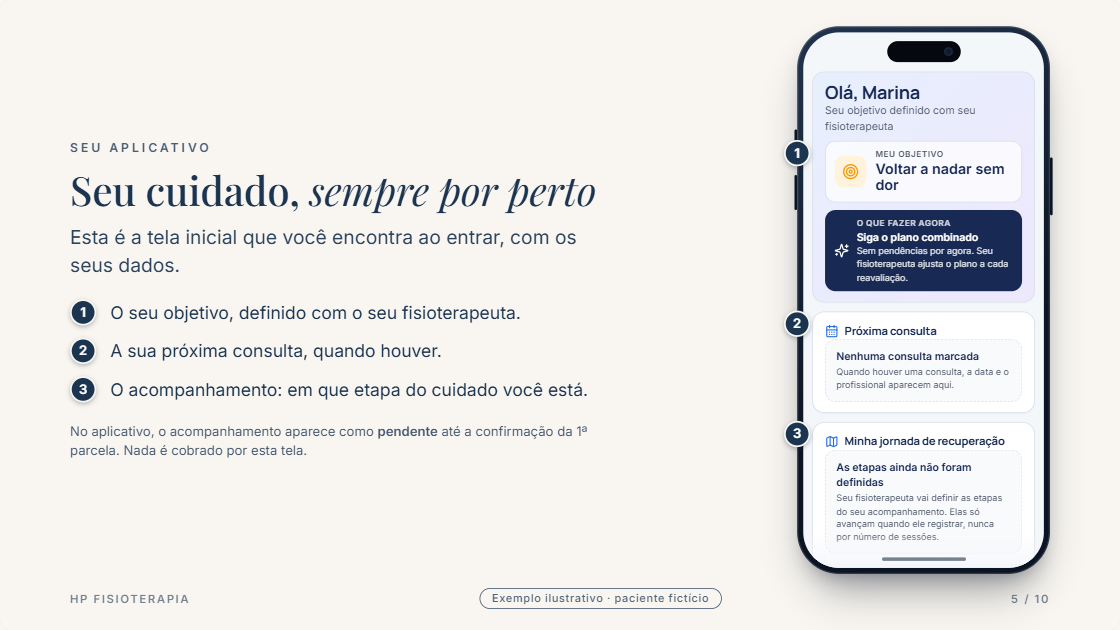 SEU APLICATIVO
Seu cuidado, sempre por perto
Esta é a tela inicial que você encontra ao entrar, com os
seus dados.
1 O seu objetivo, definido com o seu fisioterapeuta.
2 A sua próxima consulta, quando houver.
3 O acompanhamento: em que etapa do cuidado você está.
No aplicativo, o acompanhamento aparece como pendente até a confirmação da 1ª
parcela. Nada é cobrado por esta tela.
Olá, Marina
Seu objetivo definido com seu
fisioterapeuta
1
MEU OBJETIVO
Voltar a nadar sem
dor
O QUE FAZER AGORA
Siga o plano combinado
Sem pendências por agora. Seu
fisioterapeuta ajusta o plano a cada
reavaliação.
2
Próxima consulta
Nenhuma consulta marcada
Quando houver uma consulta, a data e o
profissional aparecem aqui.
3
Minha jornada de recuperação
As etapas ainda não foram
definidas
Seu fisioterapeuta vai definir as etapas
do seu acompanhamento. Elas só
avançam quando ele registrar, nunca
por número de sessões.
HP FISIOTERAPIA
Exemplo ilustrativo · paciente fictício
5 / 10